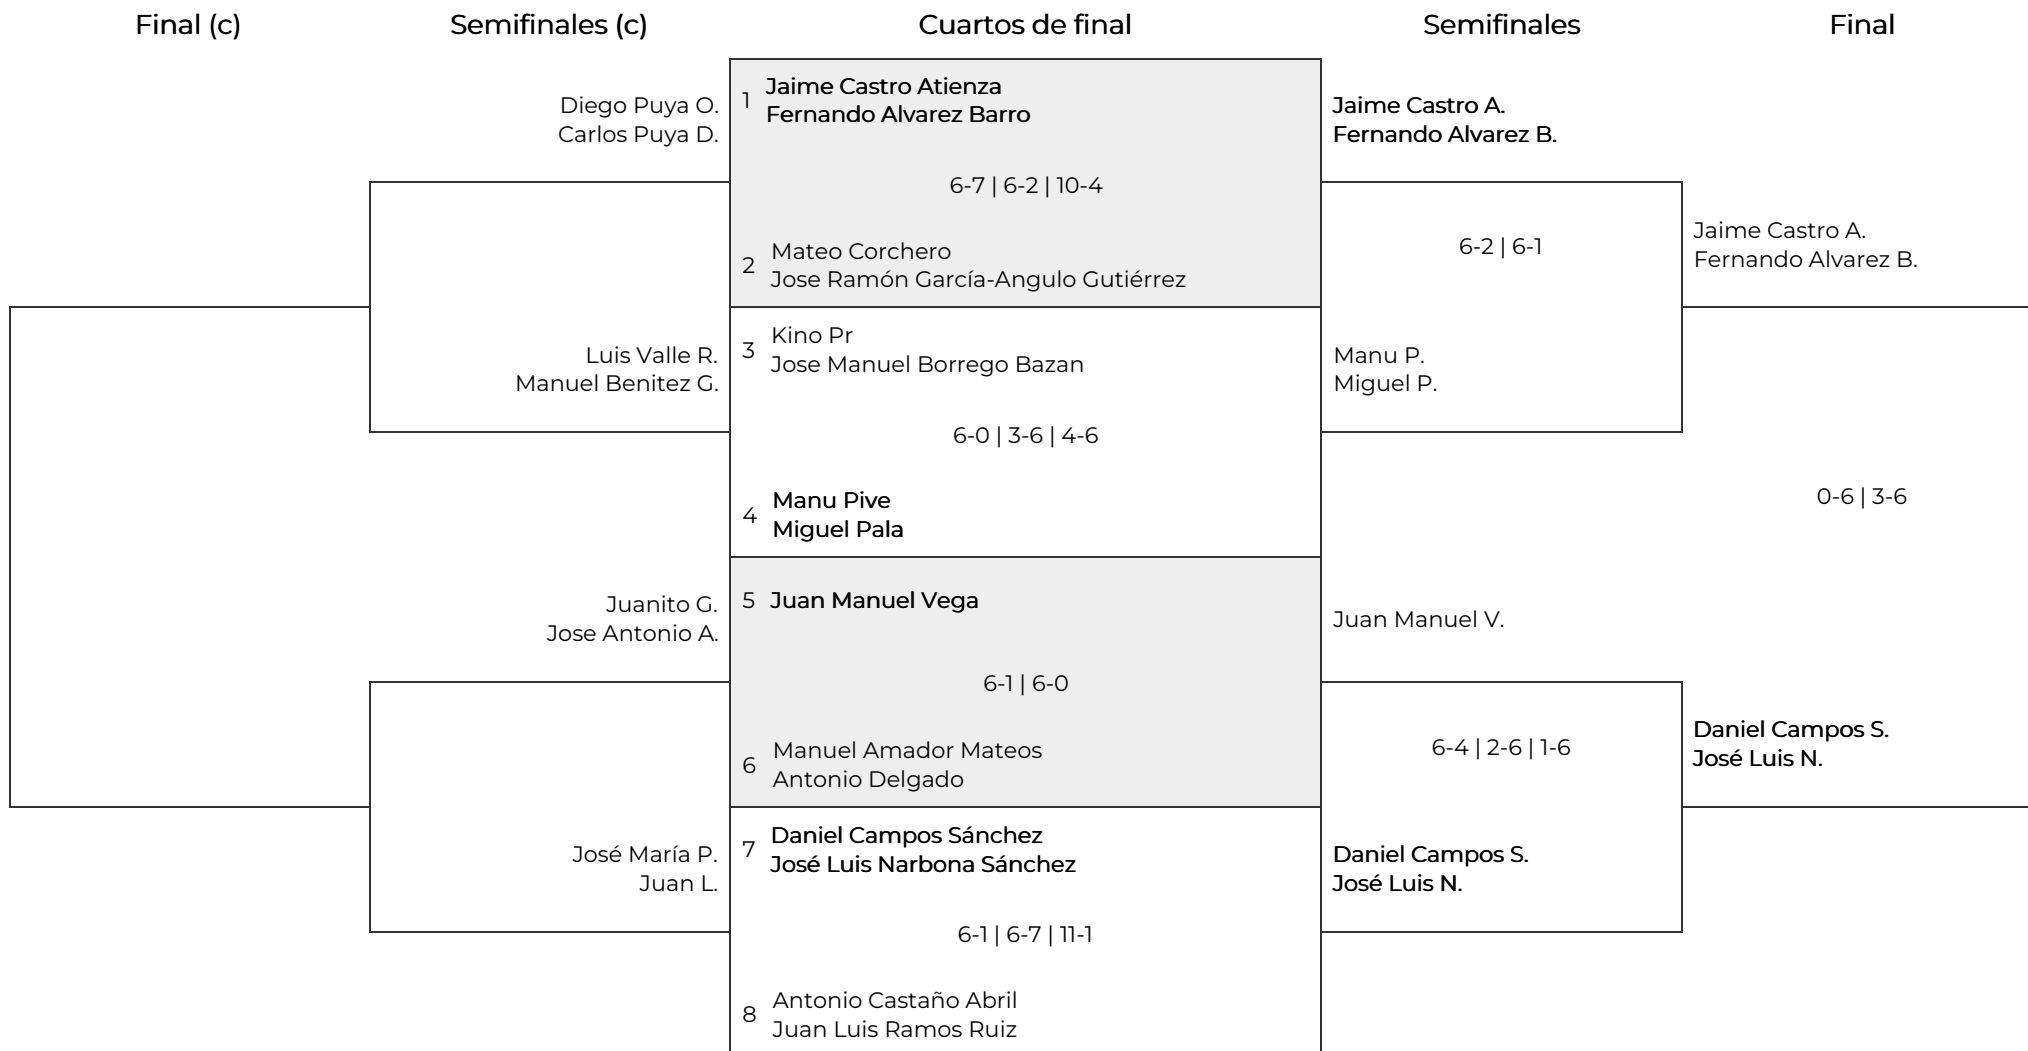 Final (c)
Semifinales (c)
Cuartos de final
Semifinales
Final
Diego Puya O.
Carlos Puya D.
Luis Valle R.
Manuel Benitez G.
Juanito G.
Jose Antonio A.
José María P.
Juan L.
1
Jaime Castro Atienza
Fernando Alvarez Barro
6-7 | 6-2 | 10-4
2
Mateo Corchero
Jose Ramón García-Angulo Gutiérrez
3
Kino Pr
Jose Manuel Borrego Bazan
6-0 | 3-6 | 4-6
4
Manu Pive
Miguel Pala
5 Juan Manuel Vega
6-1 | 6-0
6
Manuel Amador Mateos
Antonio Delgado
7
Daniel Campos Sánchez
José Luis Narbona Sánchez
6-1 | 6-7 | 11-1
8
Antonio Castaño Abril
Juan Luis Ramos Ruiz
Jaime Castro A.
Fernando Alvarez B.
6-2 | 6-1
Manu P.
Miguel P.
Juan Manuel V.
6-4 | 2-6 | 1-6
Daniel Campos S.
José Luis N.
Jaime Castro A.
Fernando Alvarez B.
0-6 | 3-6
Daniel Campos S.
José Luis N.